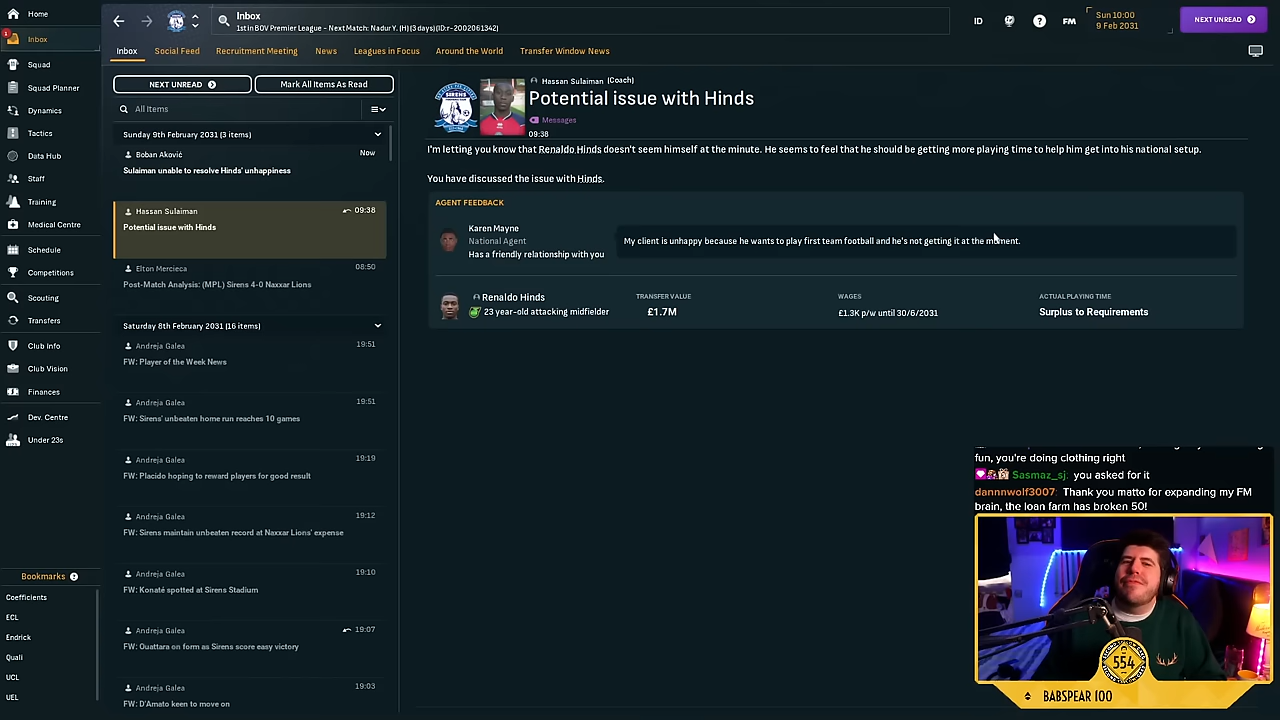 Home
Inbox
1
Squad
Squad Planner
Dynamics
Tactics
Data Hub
Staff
Training
Medical Centre
Schedule
Competitions
Scouting
Transfers
Club Info
Club Vision
Finances
Dev. Centre
Under 23s
Bookmarks
Coefficients
ECL
Endrick
Quali
UCL
UEL
Inbox
1st in BOV Premier League - Next Match: Nadur Y. (H) (3 days) (ID:r-2002061342)
ID
FM
Sun 10:00
9 Feb 2031
NEXT UNREAD
Inbox
Social Feed
Recruitment Meeting
News
Leagues in Focus
Around the World
Transfer Window News
NEXT UNREAD
Mark All Items As Read
All Items
Sunday 9th February 2031 (3 items)
Boban Aković
Now
Sulaiman unable to resolve Hinds' unhappiness
Hassan Sulaiman
09:38
Potential issue with Hinds
Elton Mercieca
08:50
Post-Match Analysis: (MPL) Sirens 4-0 Naxxar Lions
Saturday 8th February 2031 (16 items)
Andreja Galea
19:51
FW: Player of the Week News
Andreja Galea
19:51
FW: Sirens' unbeaten home run reaches 10 games
Andreja Galea
19:19
FW: Placido hoping to reward players for good result
Andreja Galea
19:12
FW: Sirens maintain unbeaten record at Naxxar Lions' expense
Andreja Galea
19:10
FW: Konaté spotted at Sirens Stadium
Andreja Galea
19:07
FW: Ouattara on form as Sirens score easy victory
Andreja Galea
19:03
FW: D'Amato keen to move on
SIRENS
Hassan Sulaiman (Coach)
Potential issue with Hinds
Messages
09:38
I'm letting you know that Renaldo Hinds doesn't seem himself at the minute. He seems to feel that he should be getting more playing time to help him get into his national setup.
You have discussed the issue with Hinds.
AGENT FEEDBACK
Karen Mayne
National Agent
Has a friendly relationship with you
My client is unhappy because he wants to play first team football and he's not getting it at the moment.
Renaldo Hinds
23 year-old attacking midfielder
TRANSFER VALUE
£1.7M
WAGES
£1.3K p/w until 30/6/2031
ACTUAL PLAYING TIME
Surplus to Requirements
fun, you're doing clothing right
Sasmaz_sj: you asked for it
dannnwolf3007: Thank you matto for expanding my FM
brain, the loan farm has broken 50!
554
BABSPEAR 100